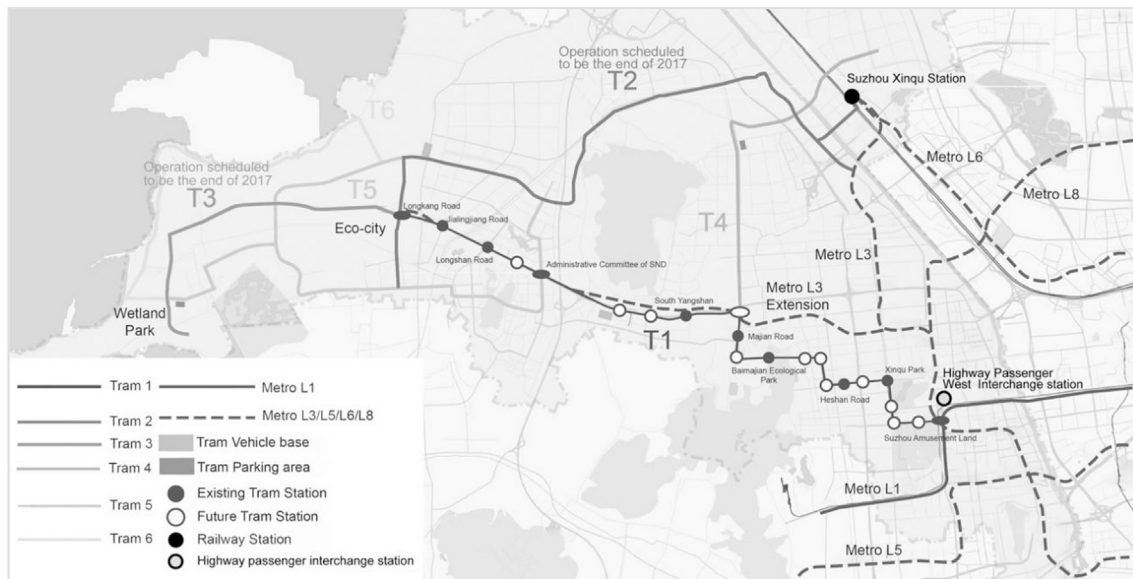 Operation scheduled
to be the end of 2017
T2
Suzhou Xinqu Station
T6
Operation scheduled
to be the end of 2017
T3
T5
Metro L6
Metro L8
Longkang Road
Jialingjiang Road
Eco-city
T4
Longshan Road
Administrative Committee of SND
Metro L3
Metro L3
Extension
South Yangshan
Wetland
Park
T1
Majian Road
Baimajian Ecological
Park
Xinqu Park
Heshan Road
Highway Passenger
West Interchange station
Suzhou Amusement Land
Metro L1
Metro L5
Tram 1
Metro L1
Tram 2
Metro L3/L5/L6/L8
Tram 3
Tram Vehicle base
Tram 4
Tram Parking area
Existing Tram Station
Tram 5
Future Tram Station
Railway Station
Tram 6
Highway passenger interchange station